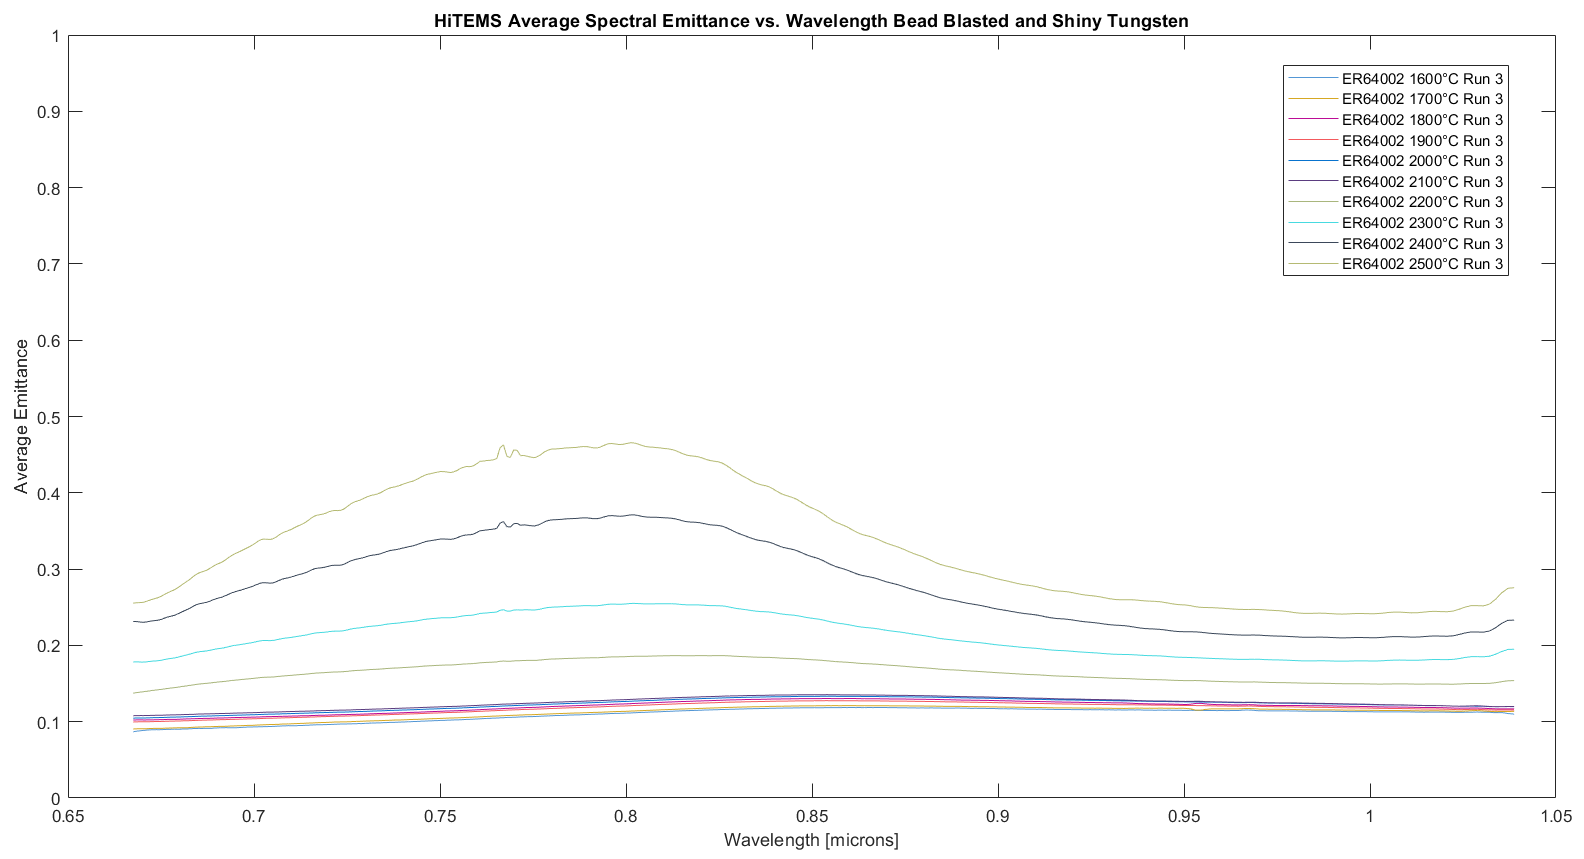 HiTEMS Average Spectral Emittance vs. Wavelength Bead Blasted and Shiny Tungsten
1
0.9
0.8
0.7
0.6
0.5
0.4
0.3
0.2
0.1
0
Average Emittance
ER64002 1600°C Run 3
ER64002 1700°C Run 3
ER64002 1800°C Run 3
ER64002 1900°C Run 3
ER64002 2000°C Run 3
ER64002 2100°C Run 3
ER64002 2200°C Run 3
ER64002 2300°C Run 3
ER64002 2400°C Run 3
ER64002 2500°C Run 3
0.65 0.7 0.75 0.8 0.85 0.9 0.95 1 1.05
Wavelength [microns]